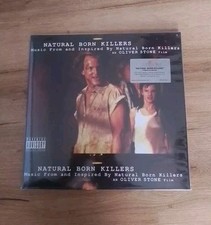 NATURAL BORN KILLERS
Music from and Inspired By Natural Born Killers
an OLIVER STONE film
NATURAL BORN KILLERS
Music from and Inspired By Natural Born Killers
an OLIVER STONE film